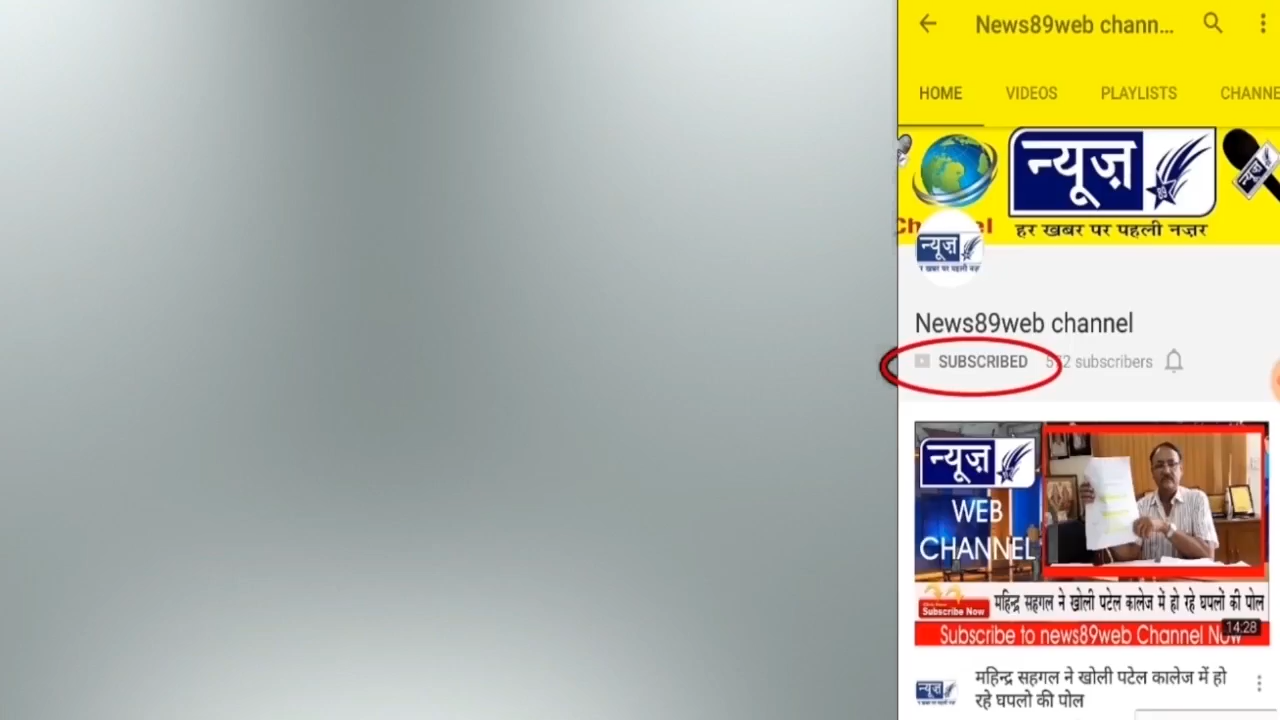 News89web chann...
HOME VIDEOS PLAYLISTS CHANNE
न्यूज़
न्यूज़
हर खबर पर पहली नज़र
न्यूज़
News89web channel
SUBSCRIBED 572 subscribers
न्यूज़
WEB
CHANNEL
महिन्द्र सहगल ने खोली पटेल कालेज में हो रहे घपलों की पोल
Subscribe Now
14:28
Subscribe to news89web Channel Now
महिन्द्र सहगल ने खोली पटेल कालेज में हो
रहे घपलो की पोल
न्यूज़